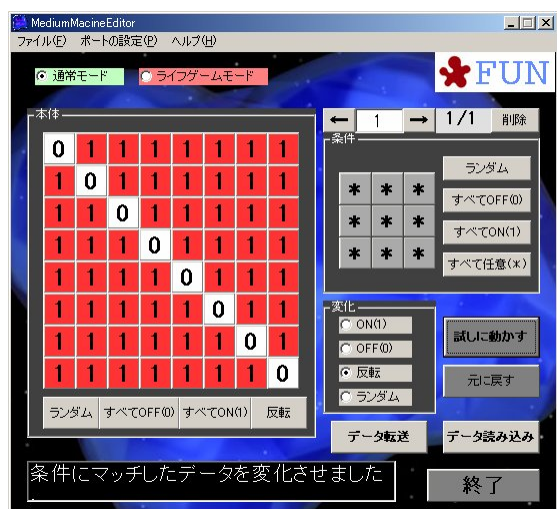 MediumMacineEditor
ファイル(F) ポートの設定(P) ヘルプ(H)
通常モード ライフゲームモード
FUN
本体
0 1 1 1 1 1 1 1
1 0 1 1 1 1 1 1
1 1 0 1 1 1 1 1
1 1 1 0 1 1 1 1
1 1 1 1 0 1 1 1
1 1 1 1 1 0 1 1
1 1 1 1 1 1 0 1
1 1 1 1 1 1 1 0
ランダム すべてOFF(0) すべてON(1) 反転
← 1 → 1/1 削除
条件
* * *
* * *
* * *
ランダム
すべてOFF(0)
すべてON(1)
すべて任意(*)
変化
ON(1)
OFF(0)
反転
ランダム
試しに動かす
元に戻す
データ転送 データ読み込み
条件にマッチしたデータを変化させました
終了